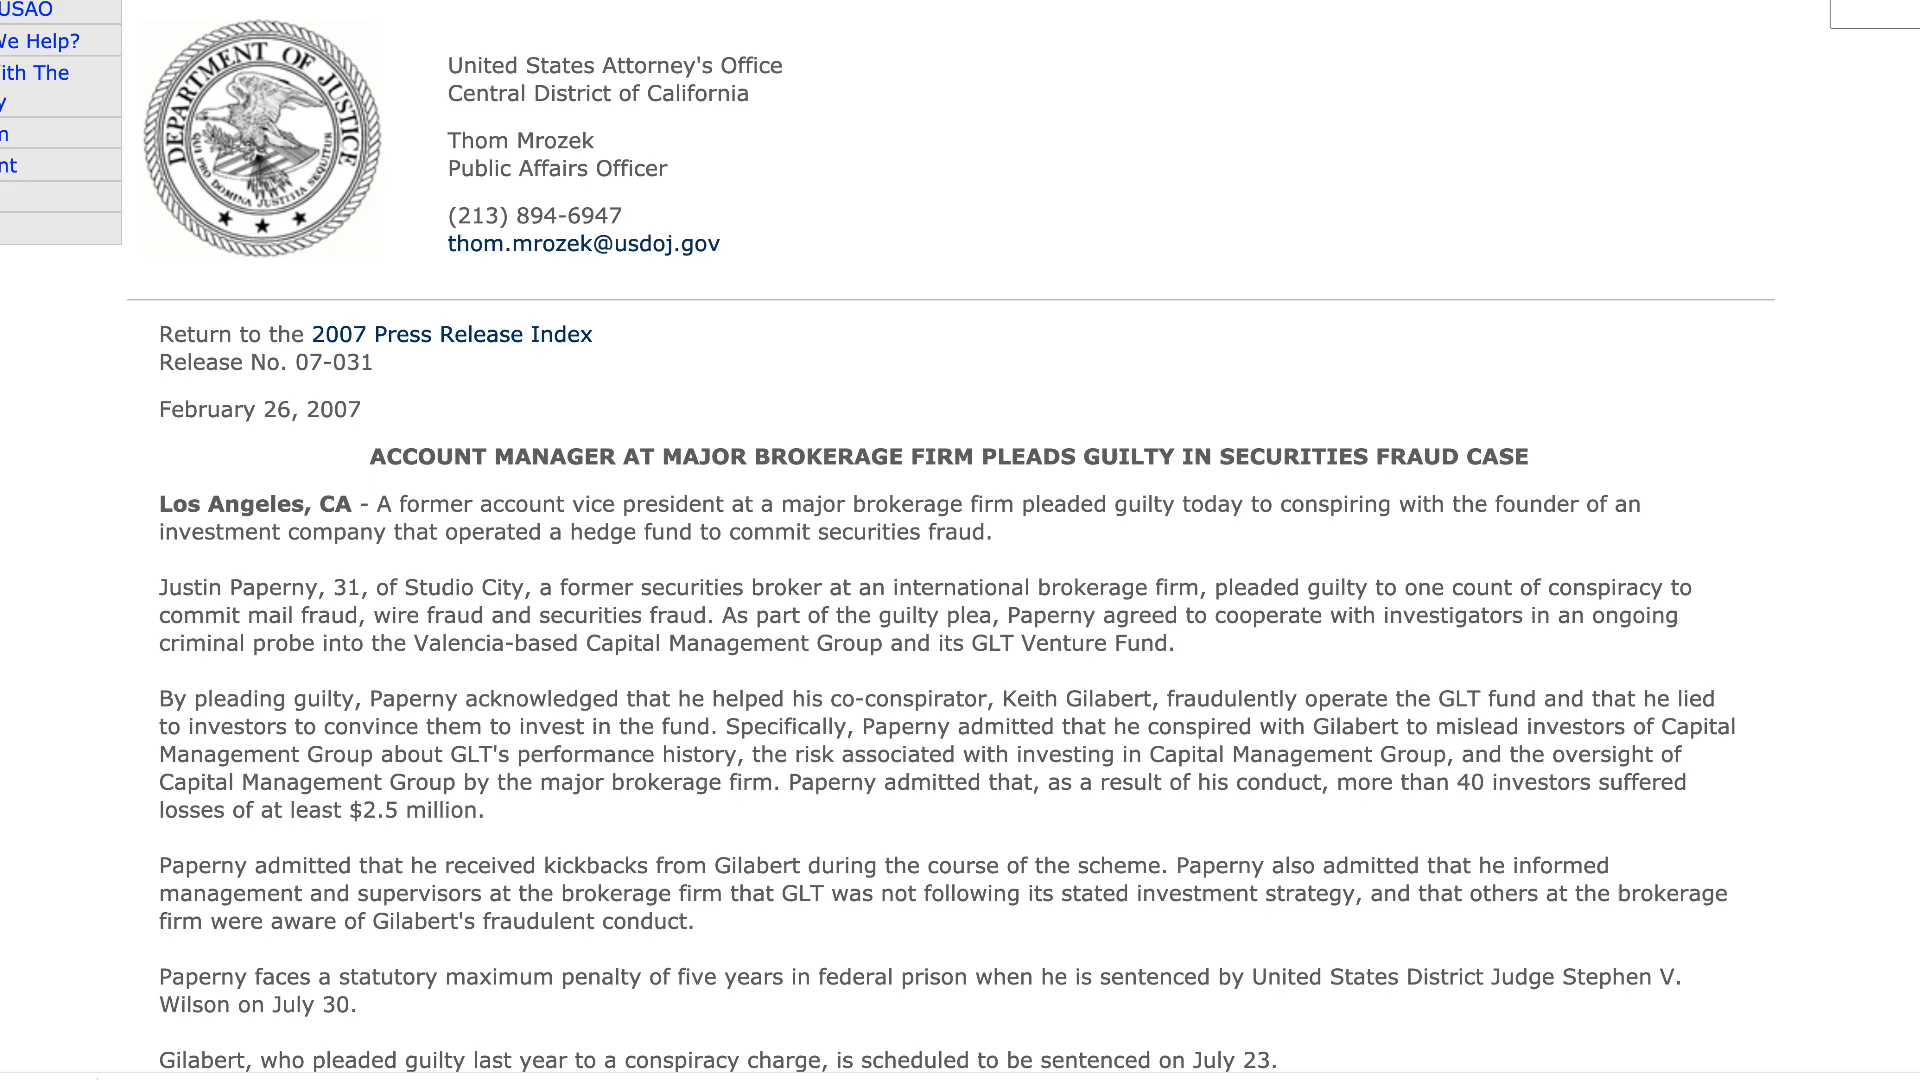 USAO
We Help?
ith The
y
m
nt
DEPARTMENT OF JUSTICE
QUI PRO DOMINA JUSTITIA SEQUITUR
United States Attorney's Office
Central District of California
Thom Mrozek
Public Affairs Officer
(213) 894-6947
thom.mrozek@usdoj.gov
Return to the 2007 Press Release Index
Release No. 07-031
February 26, 2007
ACCOUNT MANAGER AT MAJOR BROKERAGE FIRM PLEADS GUILTY IN SECURITIES FRAUD CASE
Los Angeles, CA - A former account vice president at a major brokerage firm pleaded guilty today to conspiring with the founder of an
investment company that operated a hedge fund to commit securities fraud.
Justin Paperny, 31, of Studio City, a former securities broker at an international brokerage firm, pleaded guilty to one count of conspiracy to
commit mail fraud, wire fraud and securities fraud. As part of the guilty plea, Paperny agreed to cooperate with investigators in an ongoing
criminal probe into the Valencia-based Capital Management Group and its GLT Venture Fund.
By pleading guilty, Paperny acknowledged that he helped his co-conspirator, Keith Gilabert, fraudulently operate the GLT fund and that he lied
to investors to convince them to invest in the fund. Specifically, Paperny admitted that he conspired with Gilabert to mislead investors of Capital
Management Group about GLT's performance history, the risk associated with investing in Capital Management Group, and the oversight of
Capital Management Group by the major brokerage firm. Paperny admitted that, as a result of his conduct, more than 40 investors suffered
losses of at least $2.5 million.
Paperny admitted that he received kickbacks from Gilabert during the course of the scheme. Paperny also admitted that he informed
management and supervisors at the brokerage firm that GLT was not following its stated investment strategy, and that others at the brokerage
firm were aware of Gilabert's fraudulent conduct.
Paperny faces a statutory maximum penalty of five years in federal prison when he is sentenced by United States District Judge Stephen V.
Wilson on July 30.
Gilabert, who pleaded guilty last year to a conspiracy charge, is scheduled to be sentenced on July 23.